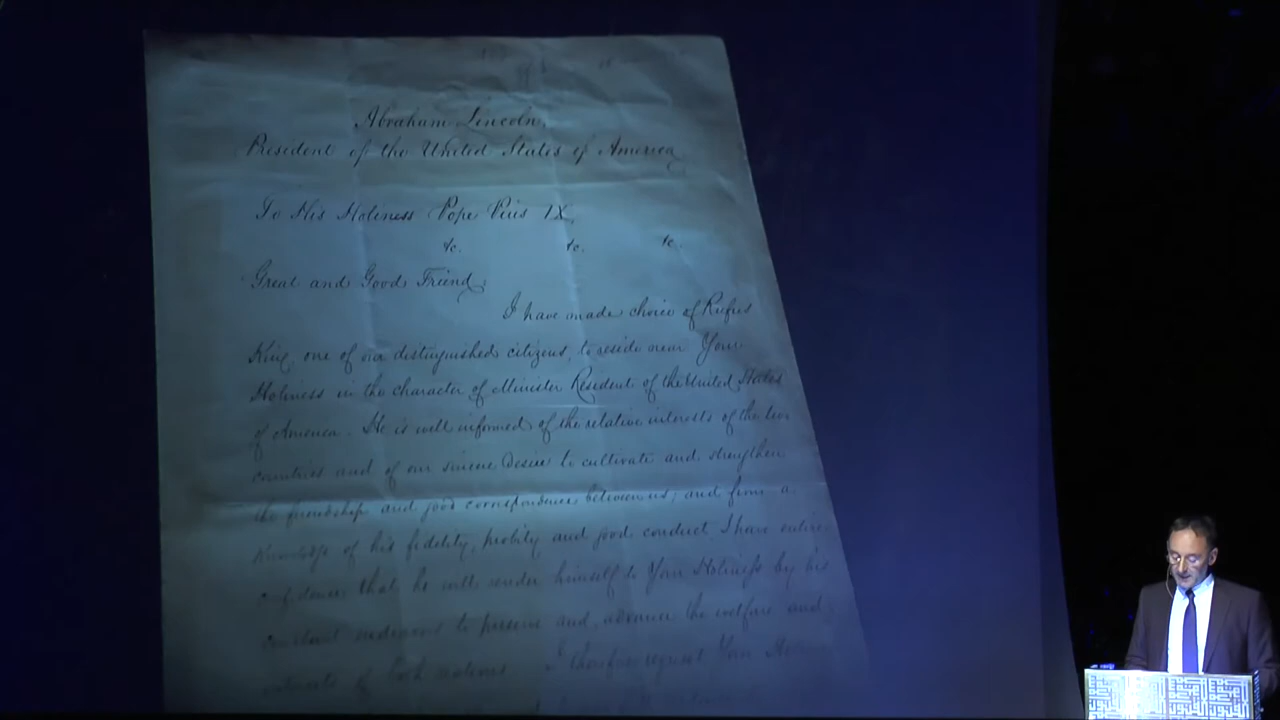 Abraham Lincoln,
President of the United States of America
To His Holiness Pope Pius IX,
&c. &c. &c.
Great and Good Friend,
I have made choice of Rufus
King, one of our distinguished citizens, to reside near Your
Holiness in the character of Minister Resident of the United States
of America. He is well informed of the relative interests of the two
countries and of our sincere desire to cultivate and strengthen
the friendship and good correspondence between us; and from a
knowledge of his fidelity, probity and good conduct, I have entire
confidence that he will render himself to Your Holiness by his
constant endeavors to preserve and advance the welfare and
of both nations. I therefore request Your